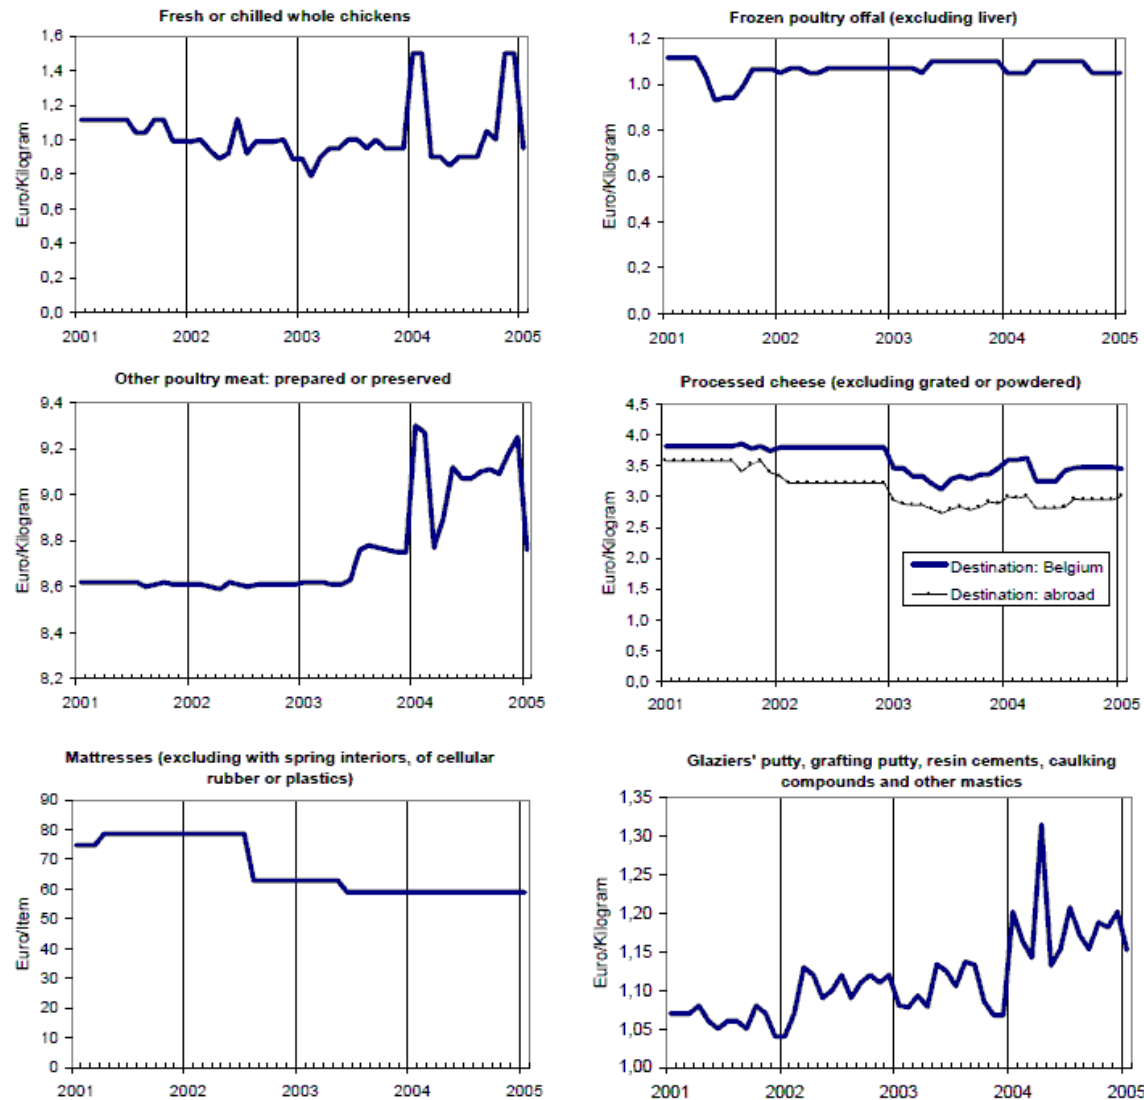 Fresh or chilled whole chickens
Euro/Kilogram
1,6
1,4
1,2
1,0
0,8
0,6
0,4
0,2
0,0
2001 2002 2003 2004 2005
Frozen poultry offal (excluding liver)
Euro/Kilogram
1,2
1,0
0,8
0,6
0,4
0,2
0,0
2001 2002 2003 2004 2005
Other poultry meat: prepared or preserved
Euro/Kilogram
9,4
9,2
9,0
8,8
8,6
8,4
8,2
2001 2002 2003 2004 2005
Processed cheese (excluding grated or powdered)
Euro/Kilogram
4,5
4,0
3,5
3,0
2,5
2,0
1,5
1,0
0,5
0,0
Destination: Belgium
Destination: abroad
2001 2002 2003 2004 2005
Mattresses (excluding with spring interiors, of cellular
rubber or plastics)
Euro/Item
90
80
70
60
50
40
30
20
10
0
2001 2002 2003 2004 2005
Glaziers' putty, grafting putty, resin cements, caulking
compounds and other mastics
Euro/Kilogram
1,35
1,30
1,25
1,20
1,15
1,10
1,05
1,00
2001 2002 2003 2004 2005